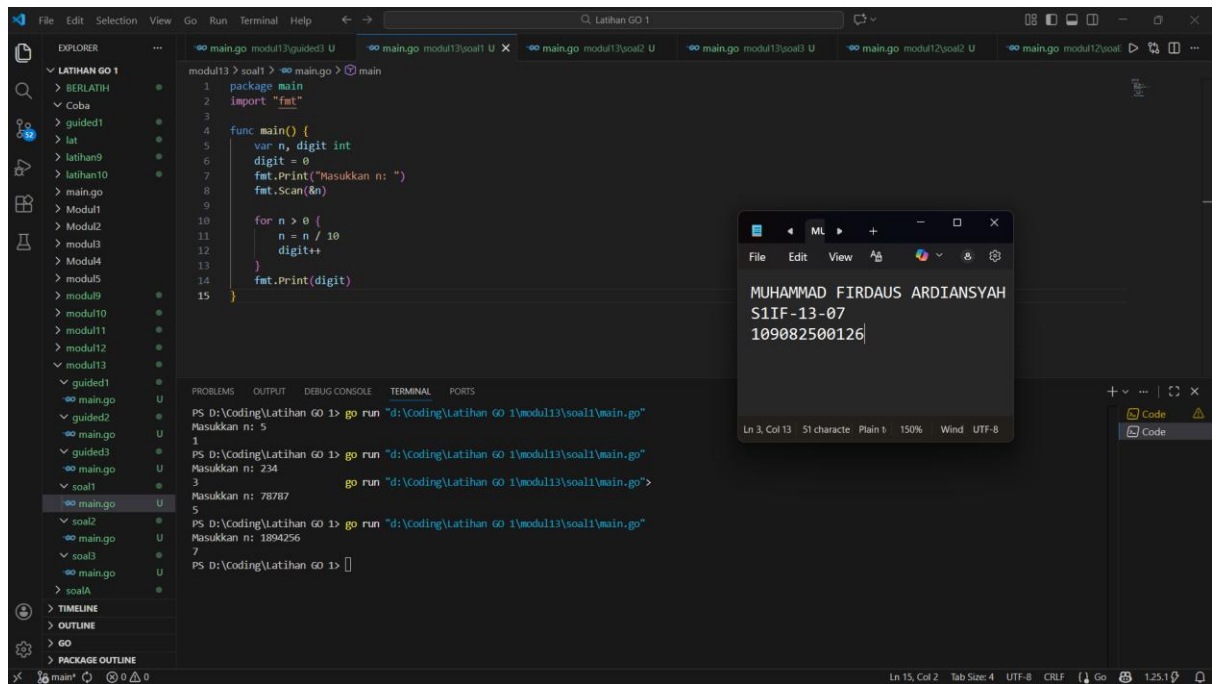 File Edit Selection View Go Run Terminal Help
Latihan GO 1
EXPLORER
LATIHAN GO 1
BERLATIH
Coba
guided1
lat
latihan9
latihan10
main.go
Modul1
Modul2
modul3
Modul4
modul5
modul9
modul10
modul11
modul12
modul13
guided1
main.go U
guided2
main.go U
guided3
main.go U
soal1
main.go U
soal2
main.go U
soal3
main.go U
soalA
TIMELINE
OUTLINE
GO
PACKAGE OUTLINE
52
main.go modul13\guided3 U
main.go modul13\soal1 U
main.go modul13\soal2 U
main.go modul13\soal3 U
main.go modul12\soal2 U
main.go modul12\soal
modul13 > soal1 > main.go > main
1 package main
2 import "fmt"
3
4 func main() {
5 var n, digit int
6 digit = 0
7 fmt.Print("Masukkan n: ")
8 fmt.Scan(&n)
9
10 for n > 0 {
11 n = n / 10
12 digit++
13 }
14 fmt.Print(digit)
15 }
File Edit View
MUHAMMAD FIRDAUS ARDIANSYAH
S1IF-13-07
109082500126
Ln 3, Col 13 51 characte Plain t 150% Wind UTF-8
PROBLEMS OUTPUT DEBUG CONSOLE TERMINAL PORTS
PS D:\Coding\Latihan GO 1> go run "d:\Coding\Latihan GO 1\modul13\soal1\main.go"
Masukkan n: 5
1
PS D:\Coding\Latihan GO 1> go run "d:\Coding\Latihan GO 1\modul13\soal1\main.go"
Masukkan n: 234
3 go run "d:\Coding\Latihan GO 1\modul13\soal1\main.go">
Masukkan n: 78787
5
PS D:\Coding\Latihan GO 1> go run "d:\Coding\Latihan GO 1\modul13\soal1\main.go"
Masukkan n: 1894256
7
PS D:\Coding\Latihan GO 1>
Code
Code
main* 0 0
Ln 15, Col 2 Tab Size: 4 UTF-8 CRLF Go 1.25.1